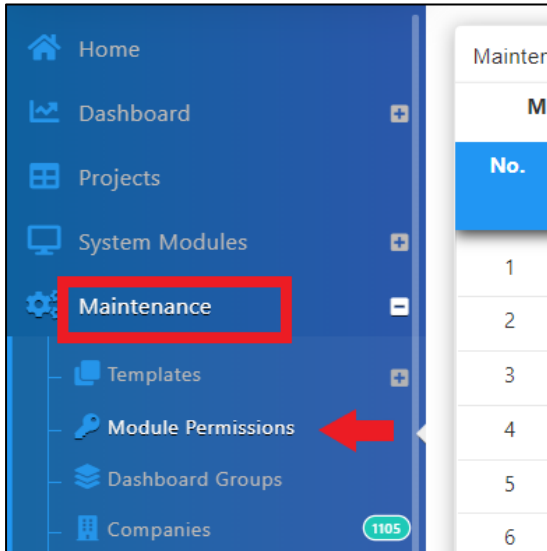 Home
Dashboard
Projects
System Modules
Maintenance
Templates
Module Permissions
Dashboard Groups
Companies 1105
No.
1
2
3
4
5
6